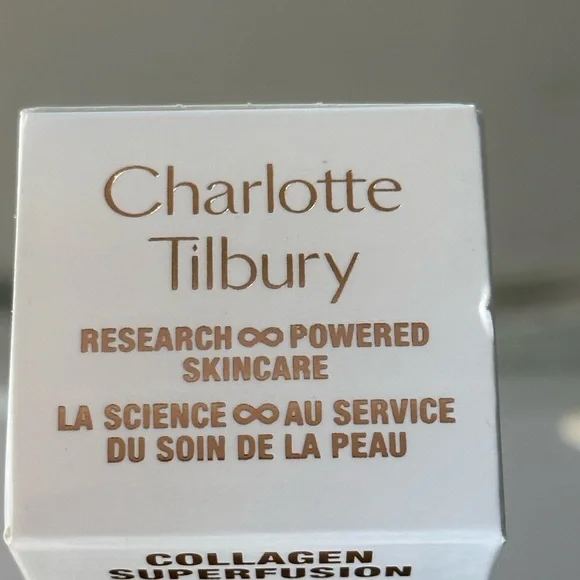 Charlotte
Tilbury
RESEARCH ∞ POWERED
SKINCARE
LA SCIENCE ∞ AU SERVICE
DU SOIN DE LA PEAU
COLLAGEN
SUPERFUSION